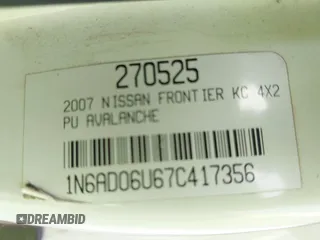 270525
2007 NISSAN FRONTIER KC 4X2
PU AVALANCHE
1N6AD06U67C417356
DREAMBID